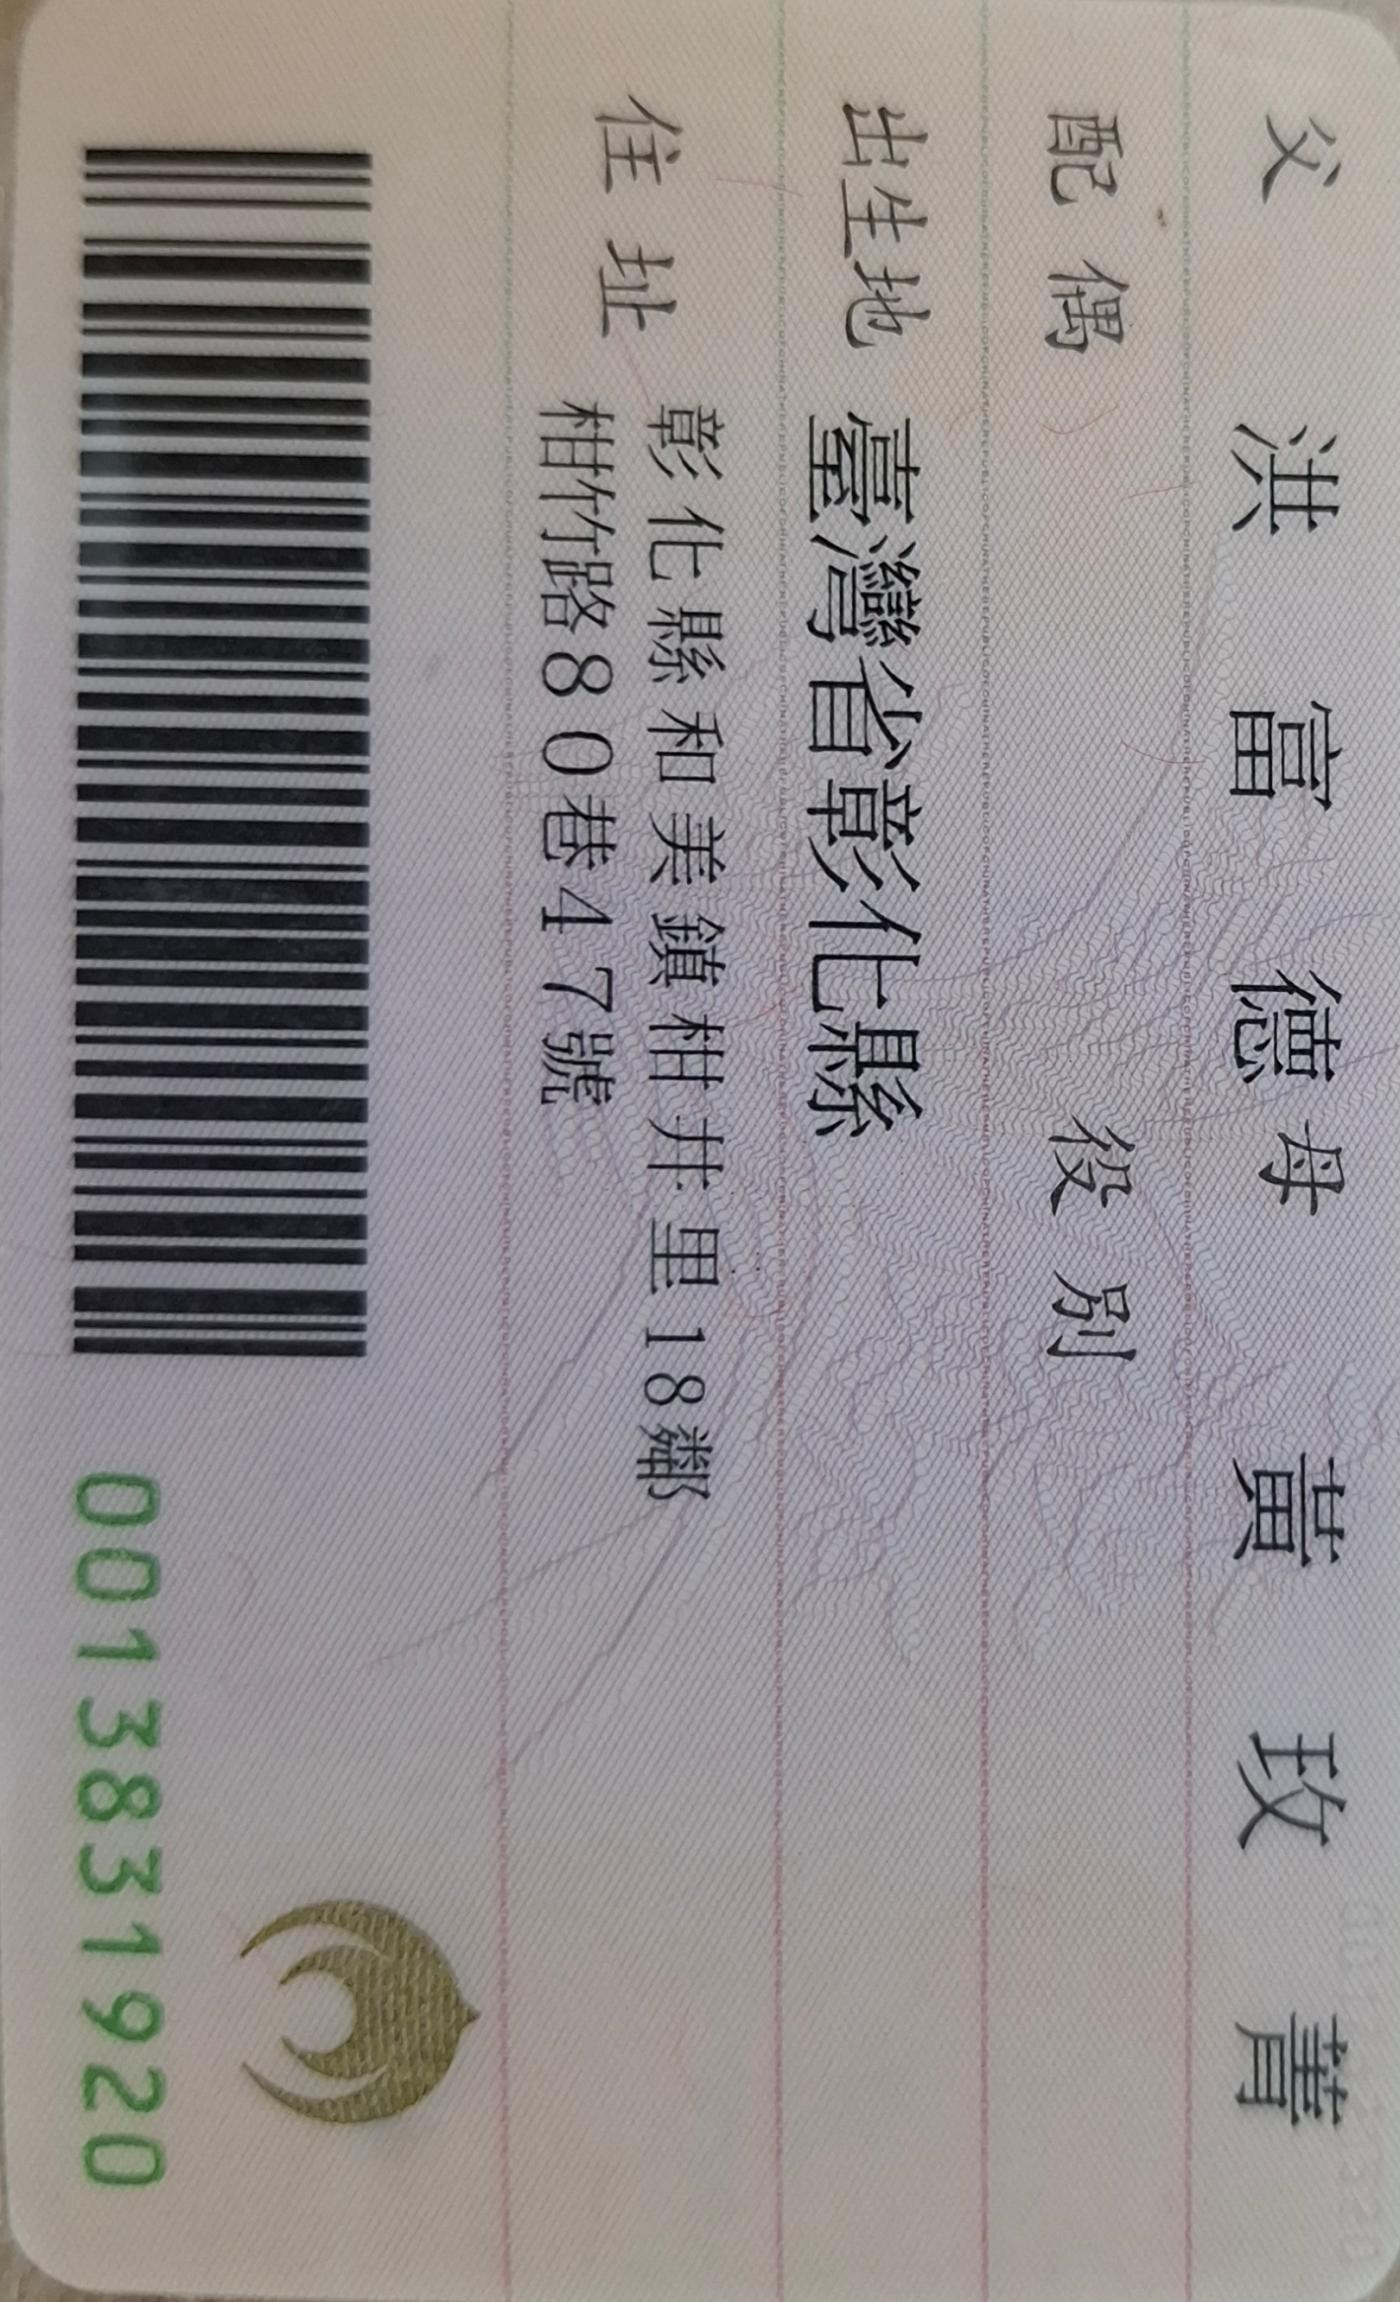 父 洪富德 母 黃玫菁
配偶 役別
出生地 臺灣省彰化縣
住址 彰化縣和美鎮柑井里18鄰
柑竹路80巷47號
0013831920